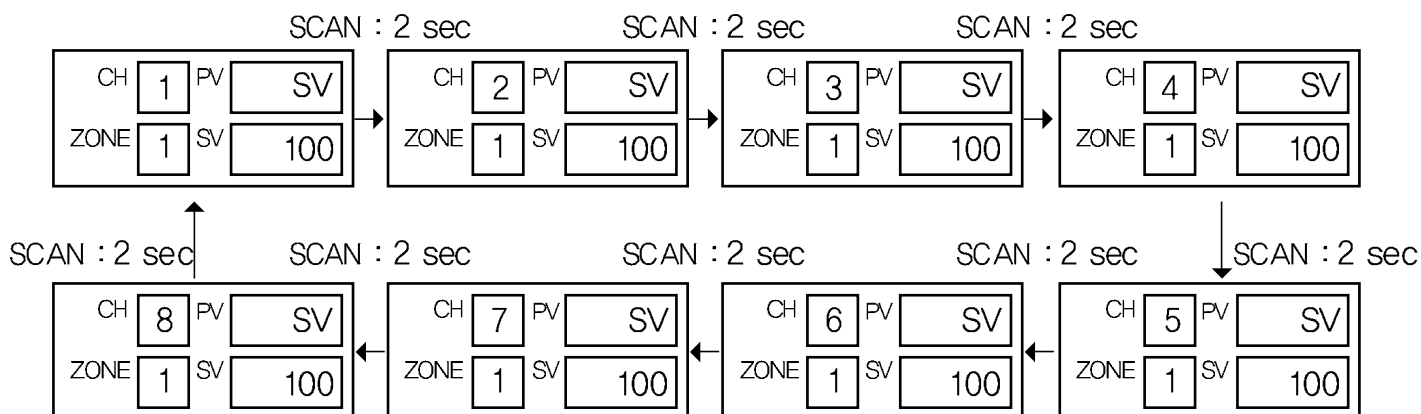 SCAN : 2 sec SCAN : 2 sec SCAN : 2 sec
CH 1 PV SV CH 2 PV SV CH 3 PV SV CH 4 PV SV
ZONE 1 SV 100 ZONE 1 SV 100 ZONE 1 SV 100 ZONE 1 SV 100
SCAN : 2 sec SCAN : 2 sec SCAN : 2 sec SCAN : 2 sec SCAN : 2 sec
CH 8 PV SV CH 7 PV SV CH 6 PV SV CH 5 PV SV
ZONE 1 SV 100 ZONE 1 SV 100 ZONE 1 SV 100 ZONE 1 SV 100